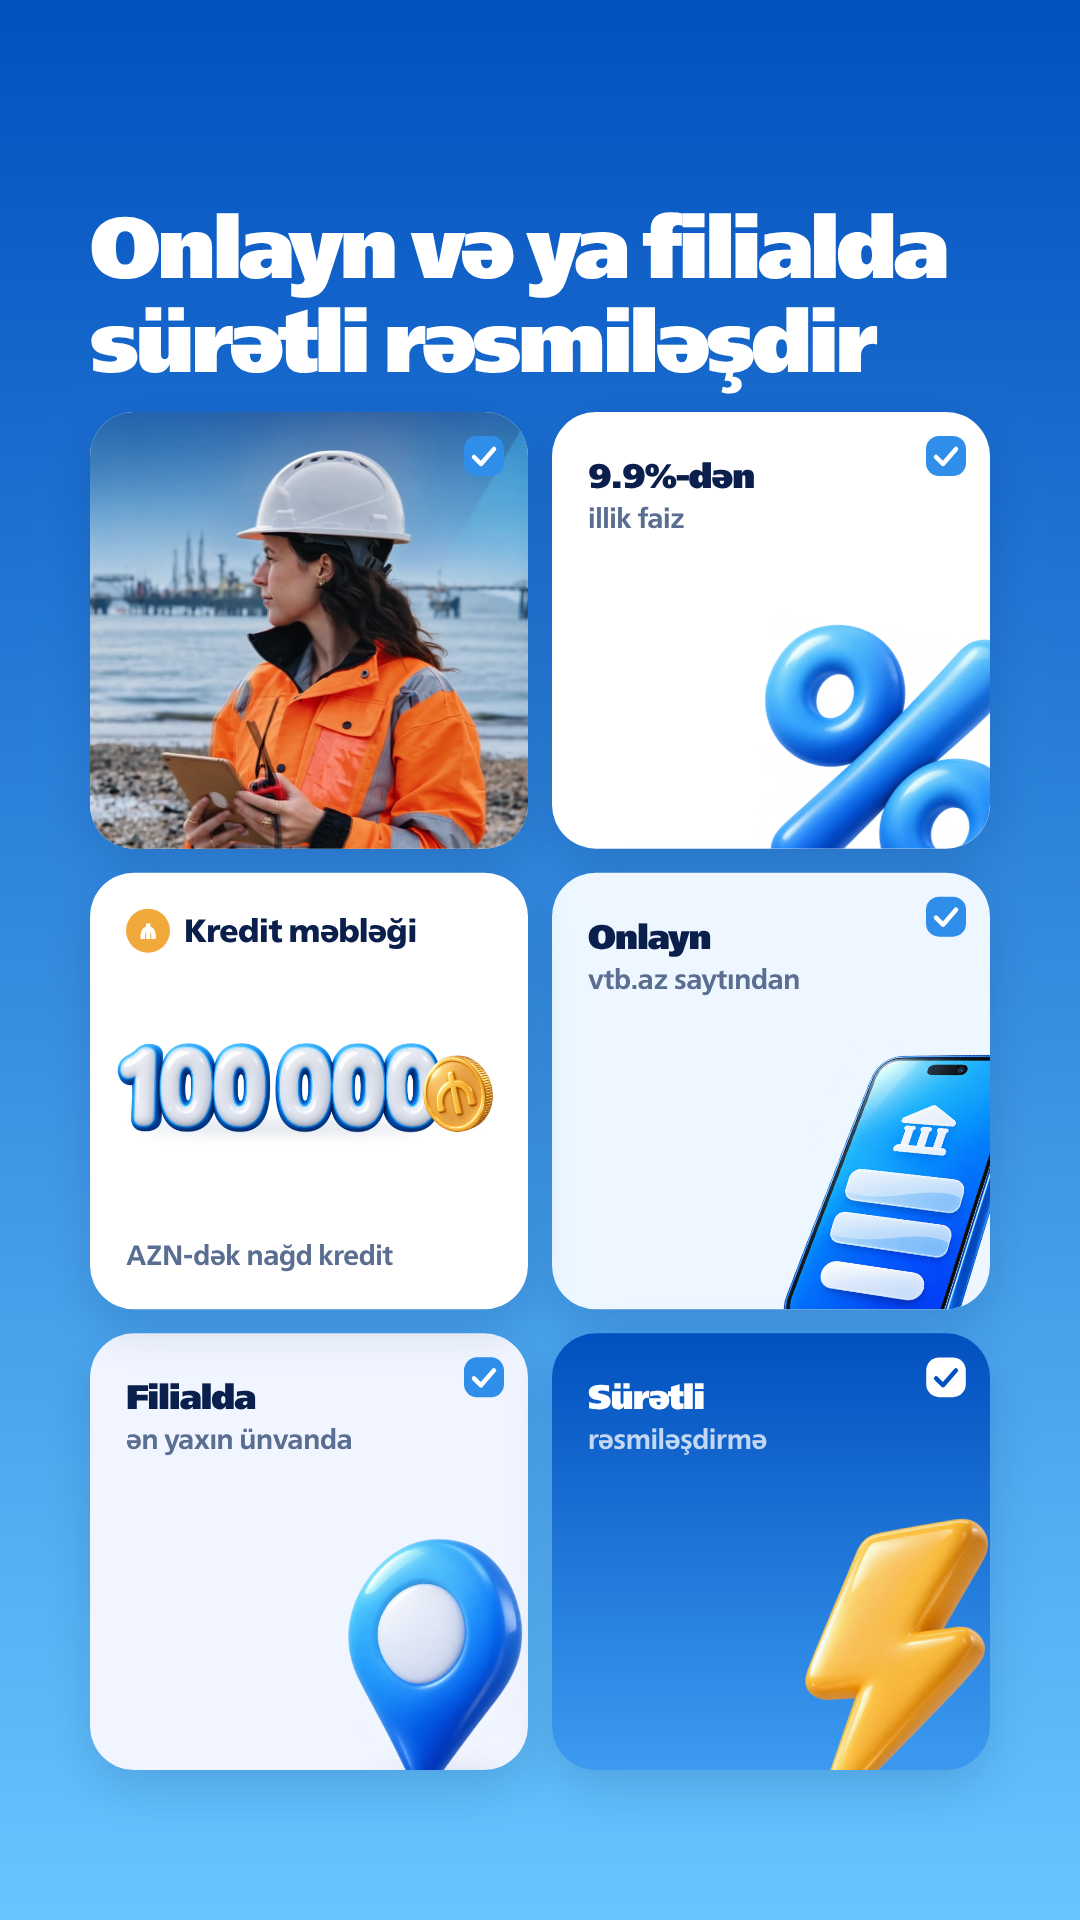 Onlayn və ya filialda
sürətli rəsmiləşdir
9.9%-dən
illik faiz
₼ Kredit məbləği
100 000 ₼
AZN-dək nağd kredit
Onlayn
vtb.az saytından
Filialda
ən yaxın ünvanda
Sürətli
rəsmiləşdirmə